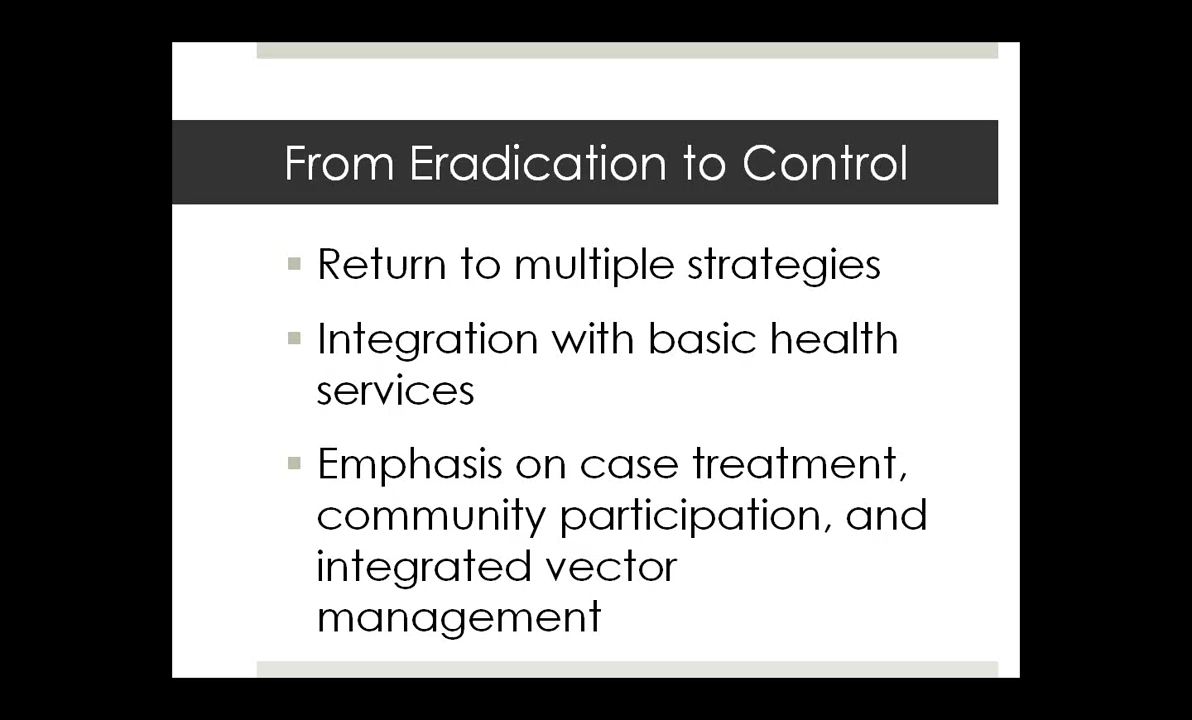 From Eradication to Control
Return to multiple strategies
Integration with basic health
services
Emphasis on case treatment,
community participation, and
integrated vector
management